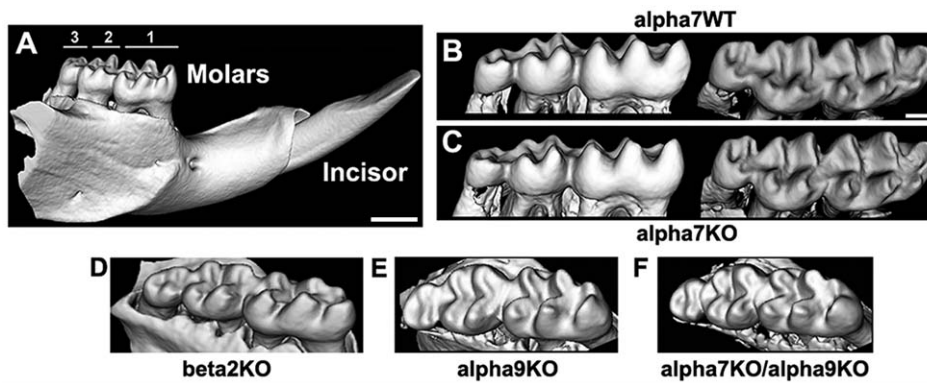 alpha7WT
A
3 2 1
Molars
Incisor
B
C
alpha7KO
D
beta2KO
E
alpha9KO
F
alpha7KO/alpha9KO